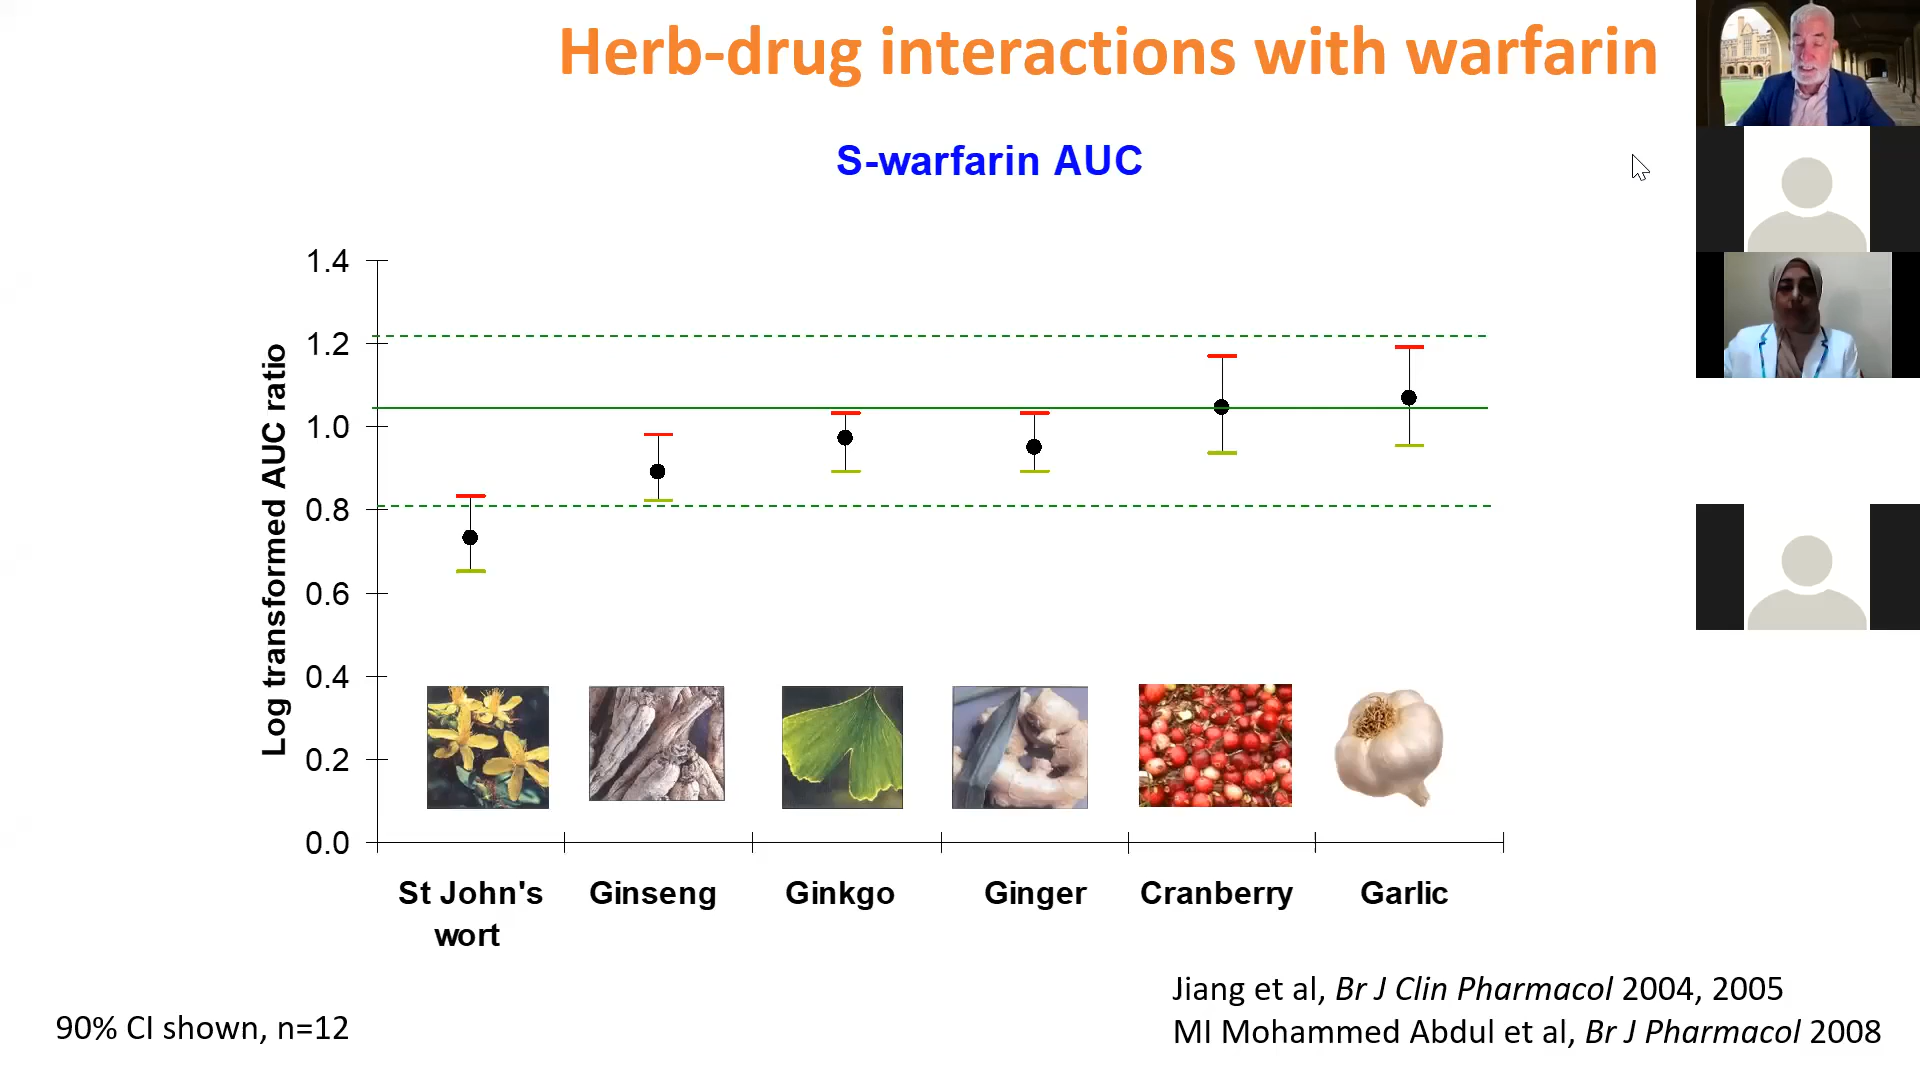 Herb-drug interactions with warfarin
S-warfarin AUC
Log transformed AUC ratio
1.4
1.2
1.0
0.8
0.6
0.4
0.2
0.0
St John's
wort
Ginseng
Ginkgo
Ginger
Cranberry
Garlic
90% CI shown, n=12
Jiang et al, Br J Clin Pharmacol 2004, 2005
MI Mohammed Abdul et al, Br J Pharmacol 2008